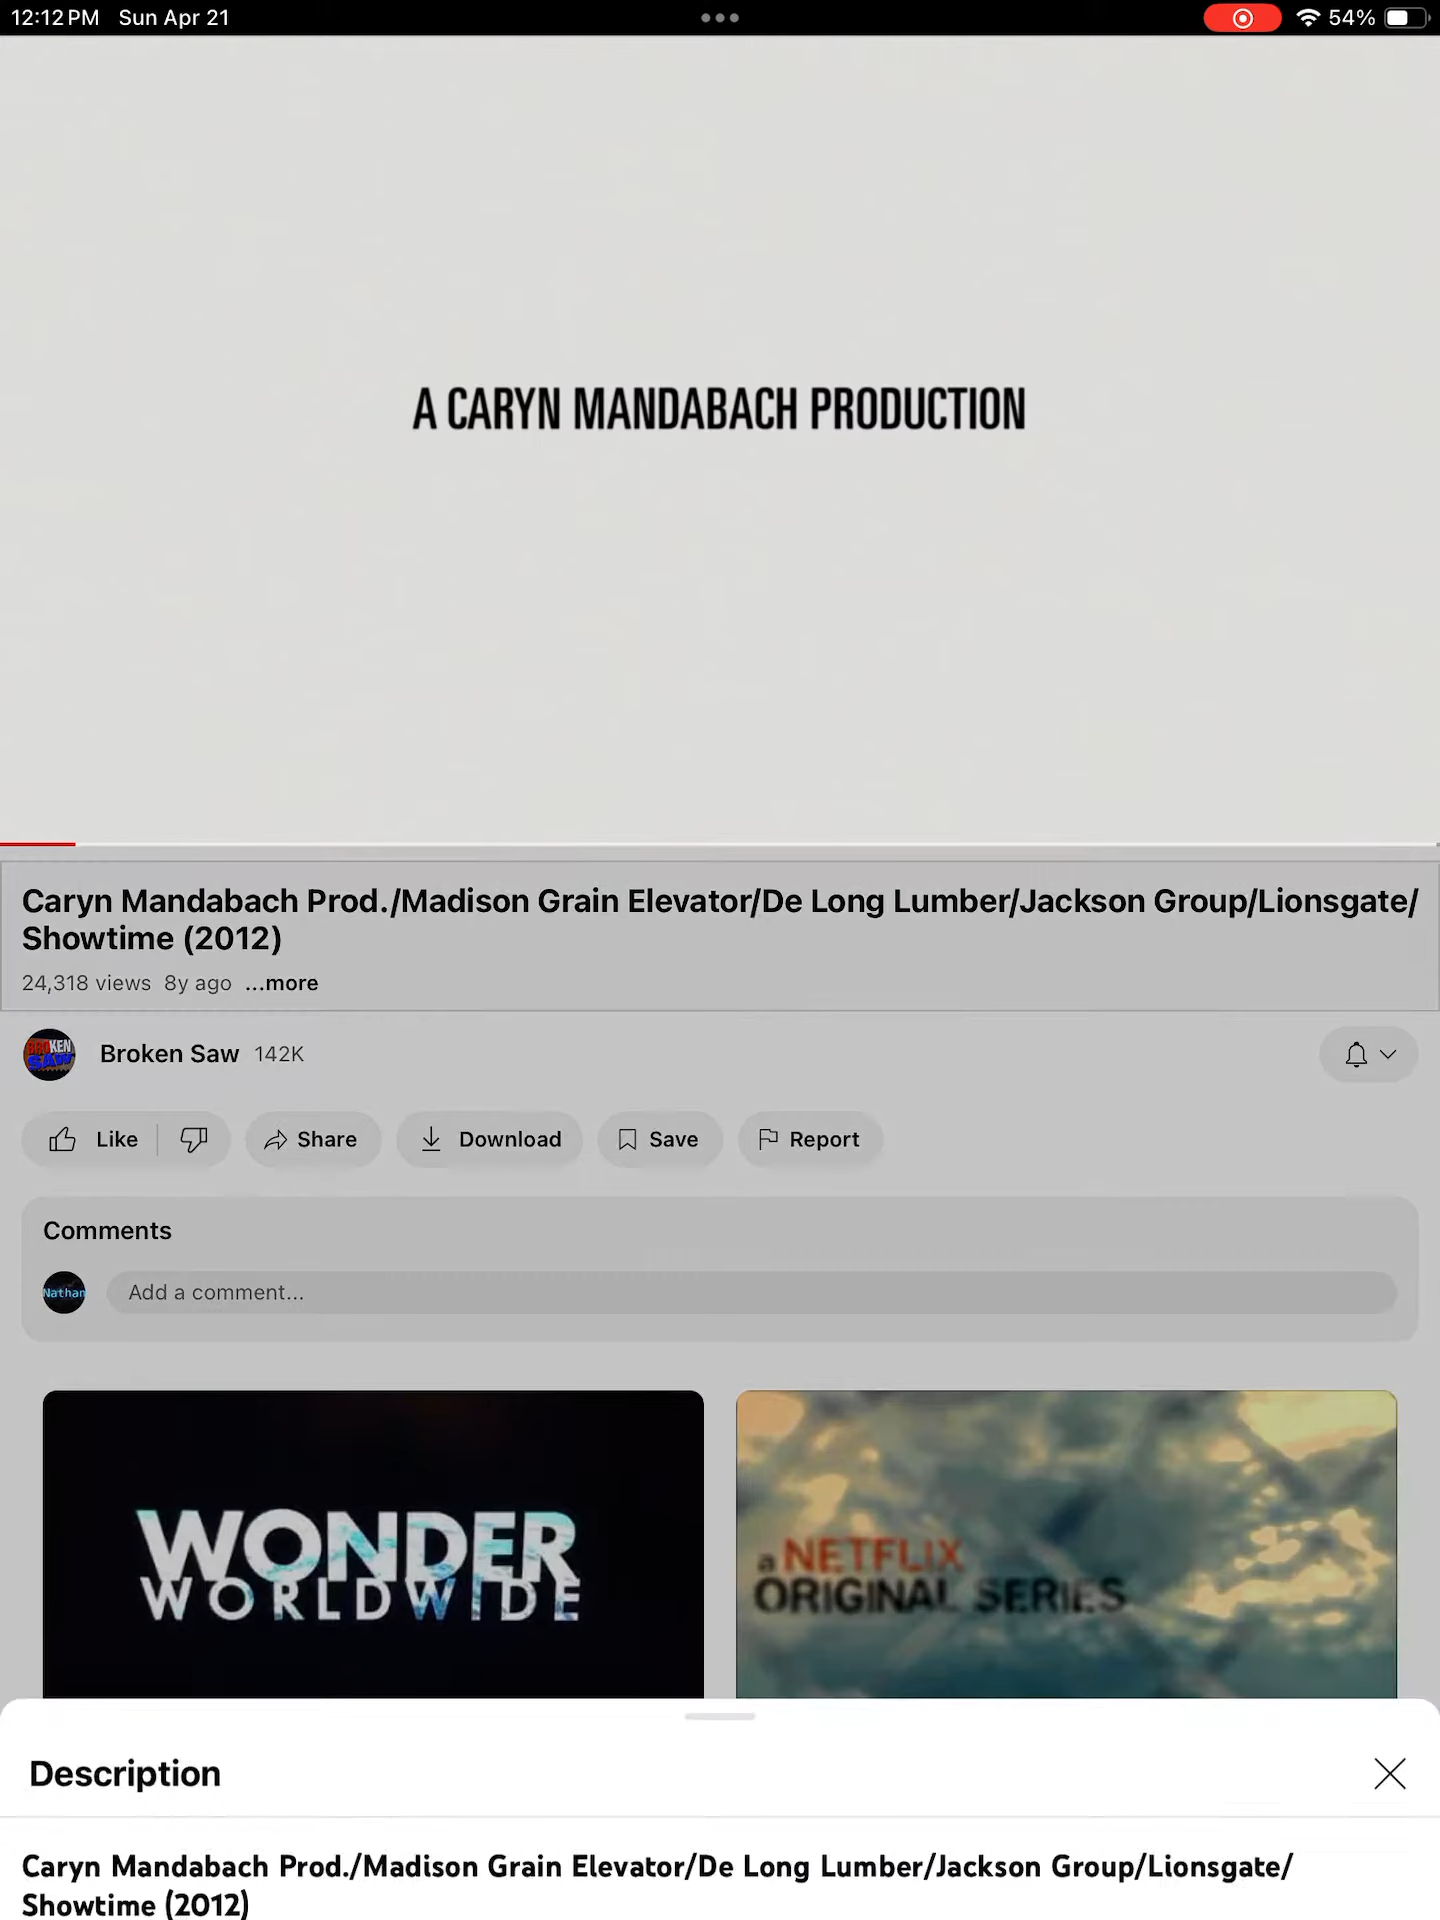 12:12 PM Sun Apr 21
54%
A CARYN MANDABACH PRODUCTION
Caryn Mandabach Prod./Madison Grain Elevator/De Long Lumber/Jackson Group/Lionsgate/
Showtime (2012)
24,318 views 8y ago ...more
BROKEN
SAW
Broken Saw 142K
Like
Share
Download
Save
Report
Comments
Nathan
Add a comment...
WONDER
WORLDWIDE
a NETFLIX
ORIGINAL SERIES
Description
Caryn Mandabach Prod./Madison Grain Elevator/De Long Lumber/Jackson Group/Lionsgate/
Showtime (2012)